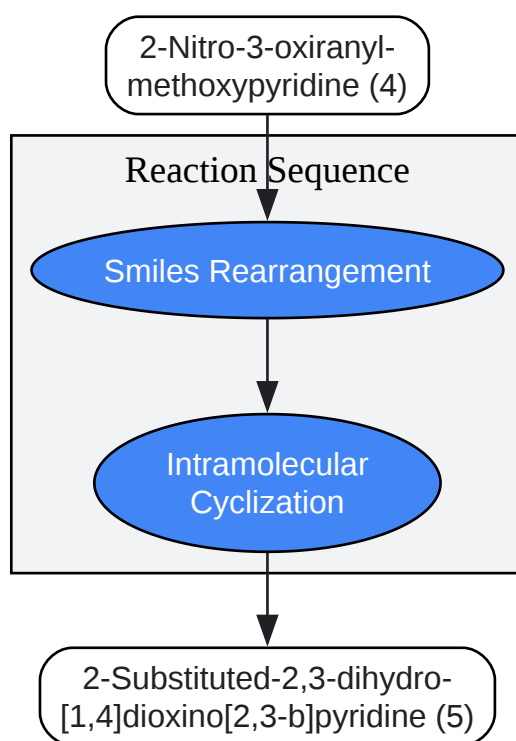 2-Nitro-3-oxiranyl-
methoxypyridine (4)
Reaction Sequence
Smiles Rearrangement
Intramolecular
Cyclization
2-Substituted-2,3-dihydro-
[1,4]dioxino[2,3-b]pyridine (5)